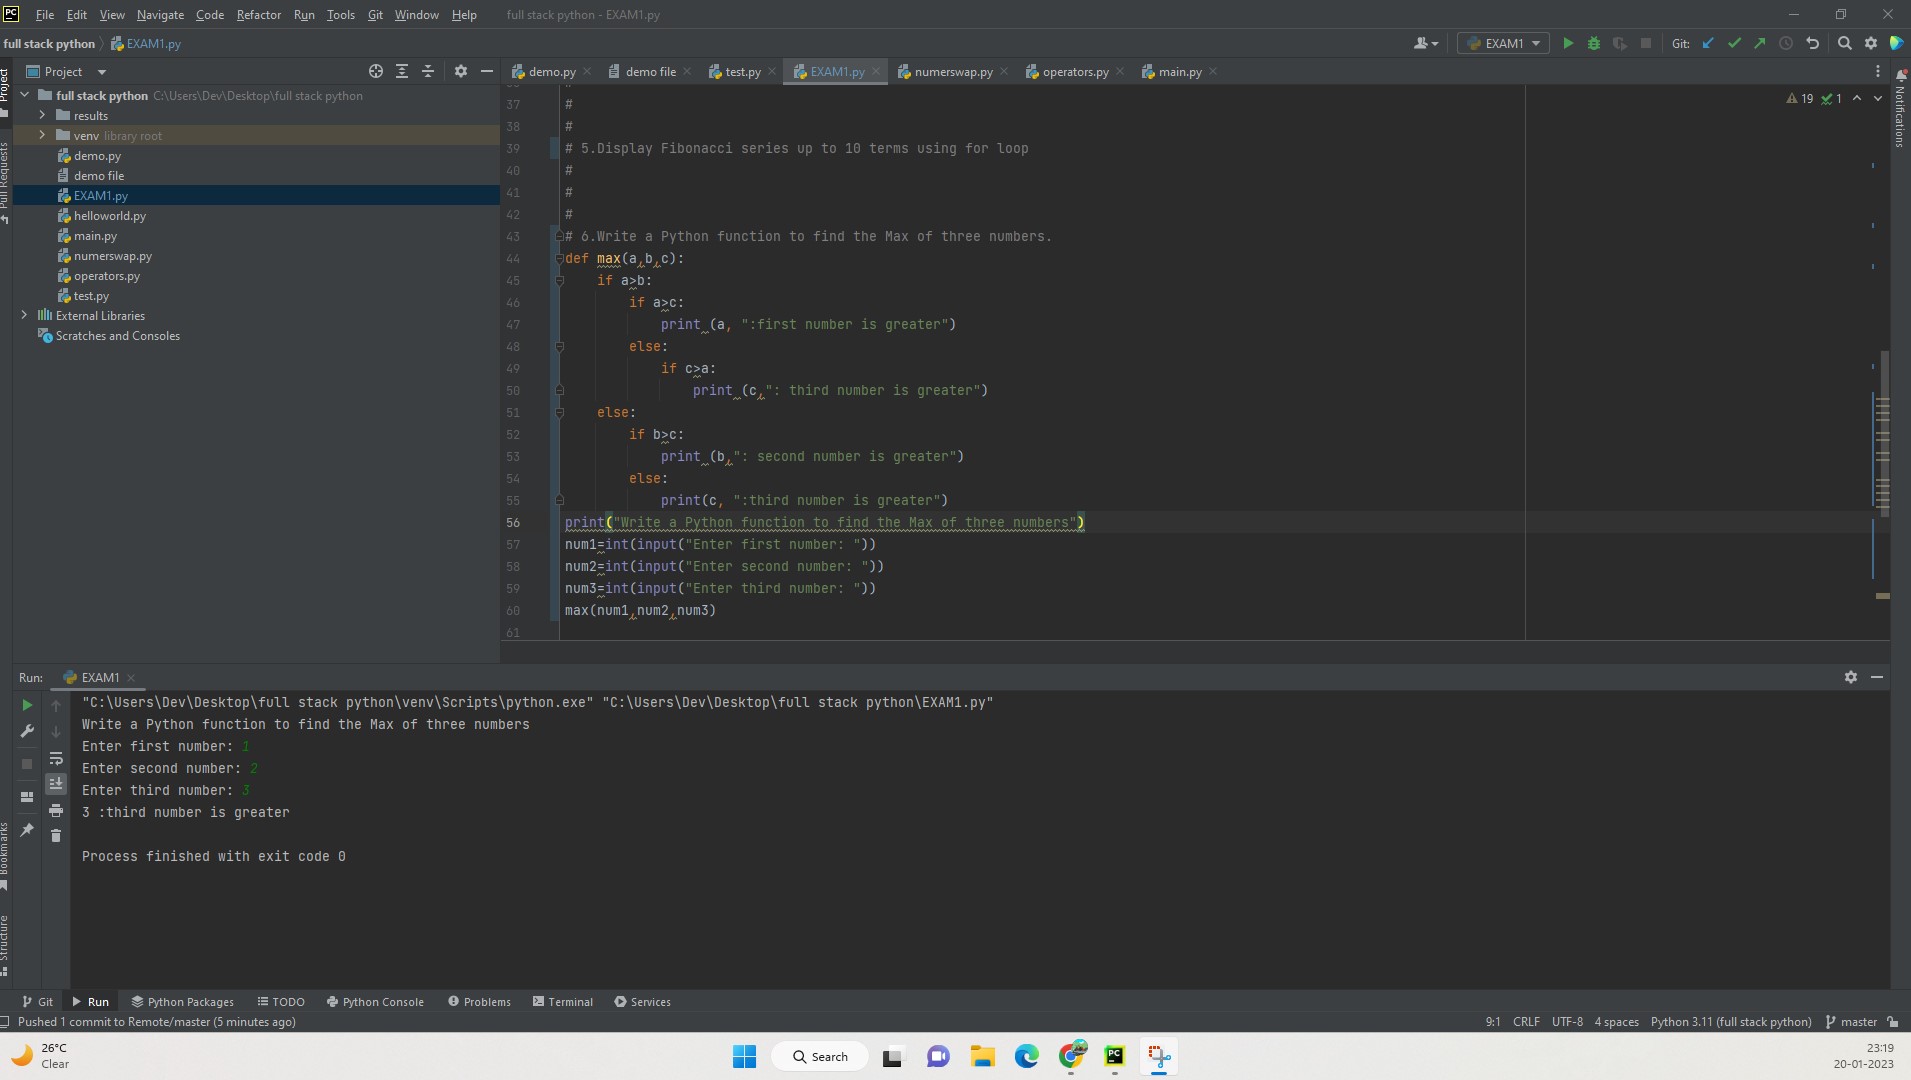 PC File Edit View Navigate Code Refactor Run Tools Git Window Help full stack python - EXAM1.py
full stack python EXAM1.py EXAM1 Git:
Project
Project
demo.py demo file test.py EXAM1.py numerswap.py operators.py main.py
full stack python C:\Users\Dev\Desktop\full stack python
results
venv library root
demo.py
demo file
EXAM1.py
helloworld.py
main.py
numerswap.py
operators.py
test.py
External Libraries
Scratches and Consoles
Pull Requests
Notifications
19 1
37 #
38 #
39 # 5.Display Fibonacci series up to 10 terms using for loop
40 #
41 #
42 #
43 # 6.Write a Python function to find the Max of three numbers.
44 def max(a,b,c):
45 if a>b:
46 if a>c:
47 print (a, ":first number is greater")
48 else:
49 if c>a:
50 print (c,": third number is greater")
51 else:
52 if b>c:
53 print (b,": second number is greater")
54 else:
55 print(c, ":third number is greater")
56 print("Write a Python function to find the Max of three numbers")
57 num1=int(input("Enter first number: "))
58 num2=int(input("Enter second number: "))
59 num3=int(input("Enter third number: "))
60 max(num1,num2,num3)
61
Run: EXAM1
"C:\Users\Dev\Desktop\full stack python\venv\Scripts\python.exe" "C:\Users\Dev\Desktop\full stack python\EXAM1.py"
Write a Python function to find the Max of three numbers
Enter first number: 1
Enter second number: 2
Enter third number: 3
3 :third number is greater
Process finished with exit code 0
Bookmarks
Structure
Git Run Python Packages TODO Python Console Problems Terminal Services
Pushed 1 commit to Remote/master (5 minutes ago) 9:1 CRLF UTF-8 4 spaces Python 3.11 (full stack python) master
26°C
Clear
Search
PC
23:19
20-01-2023